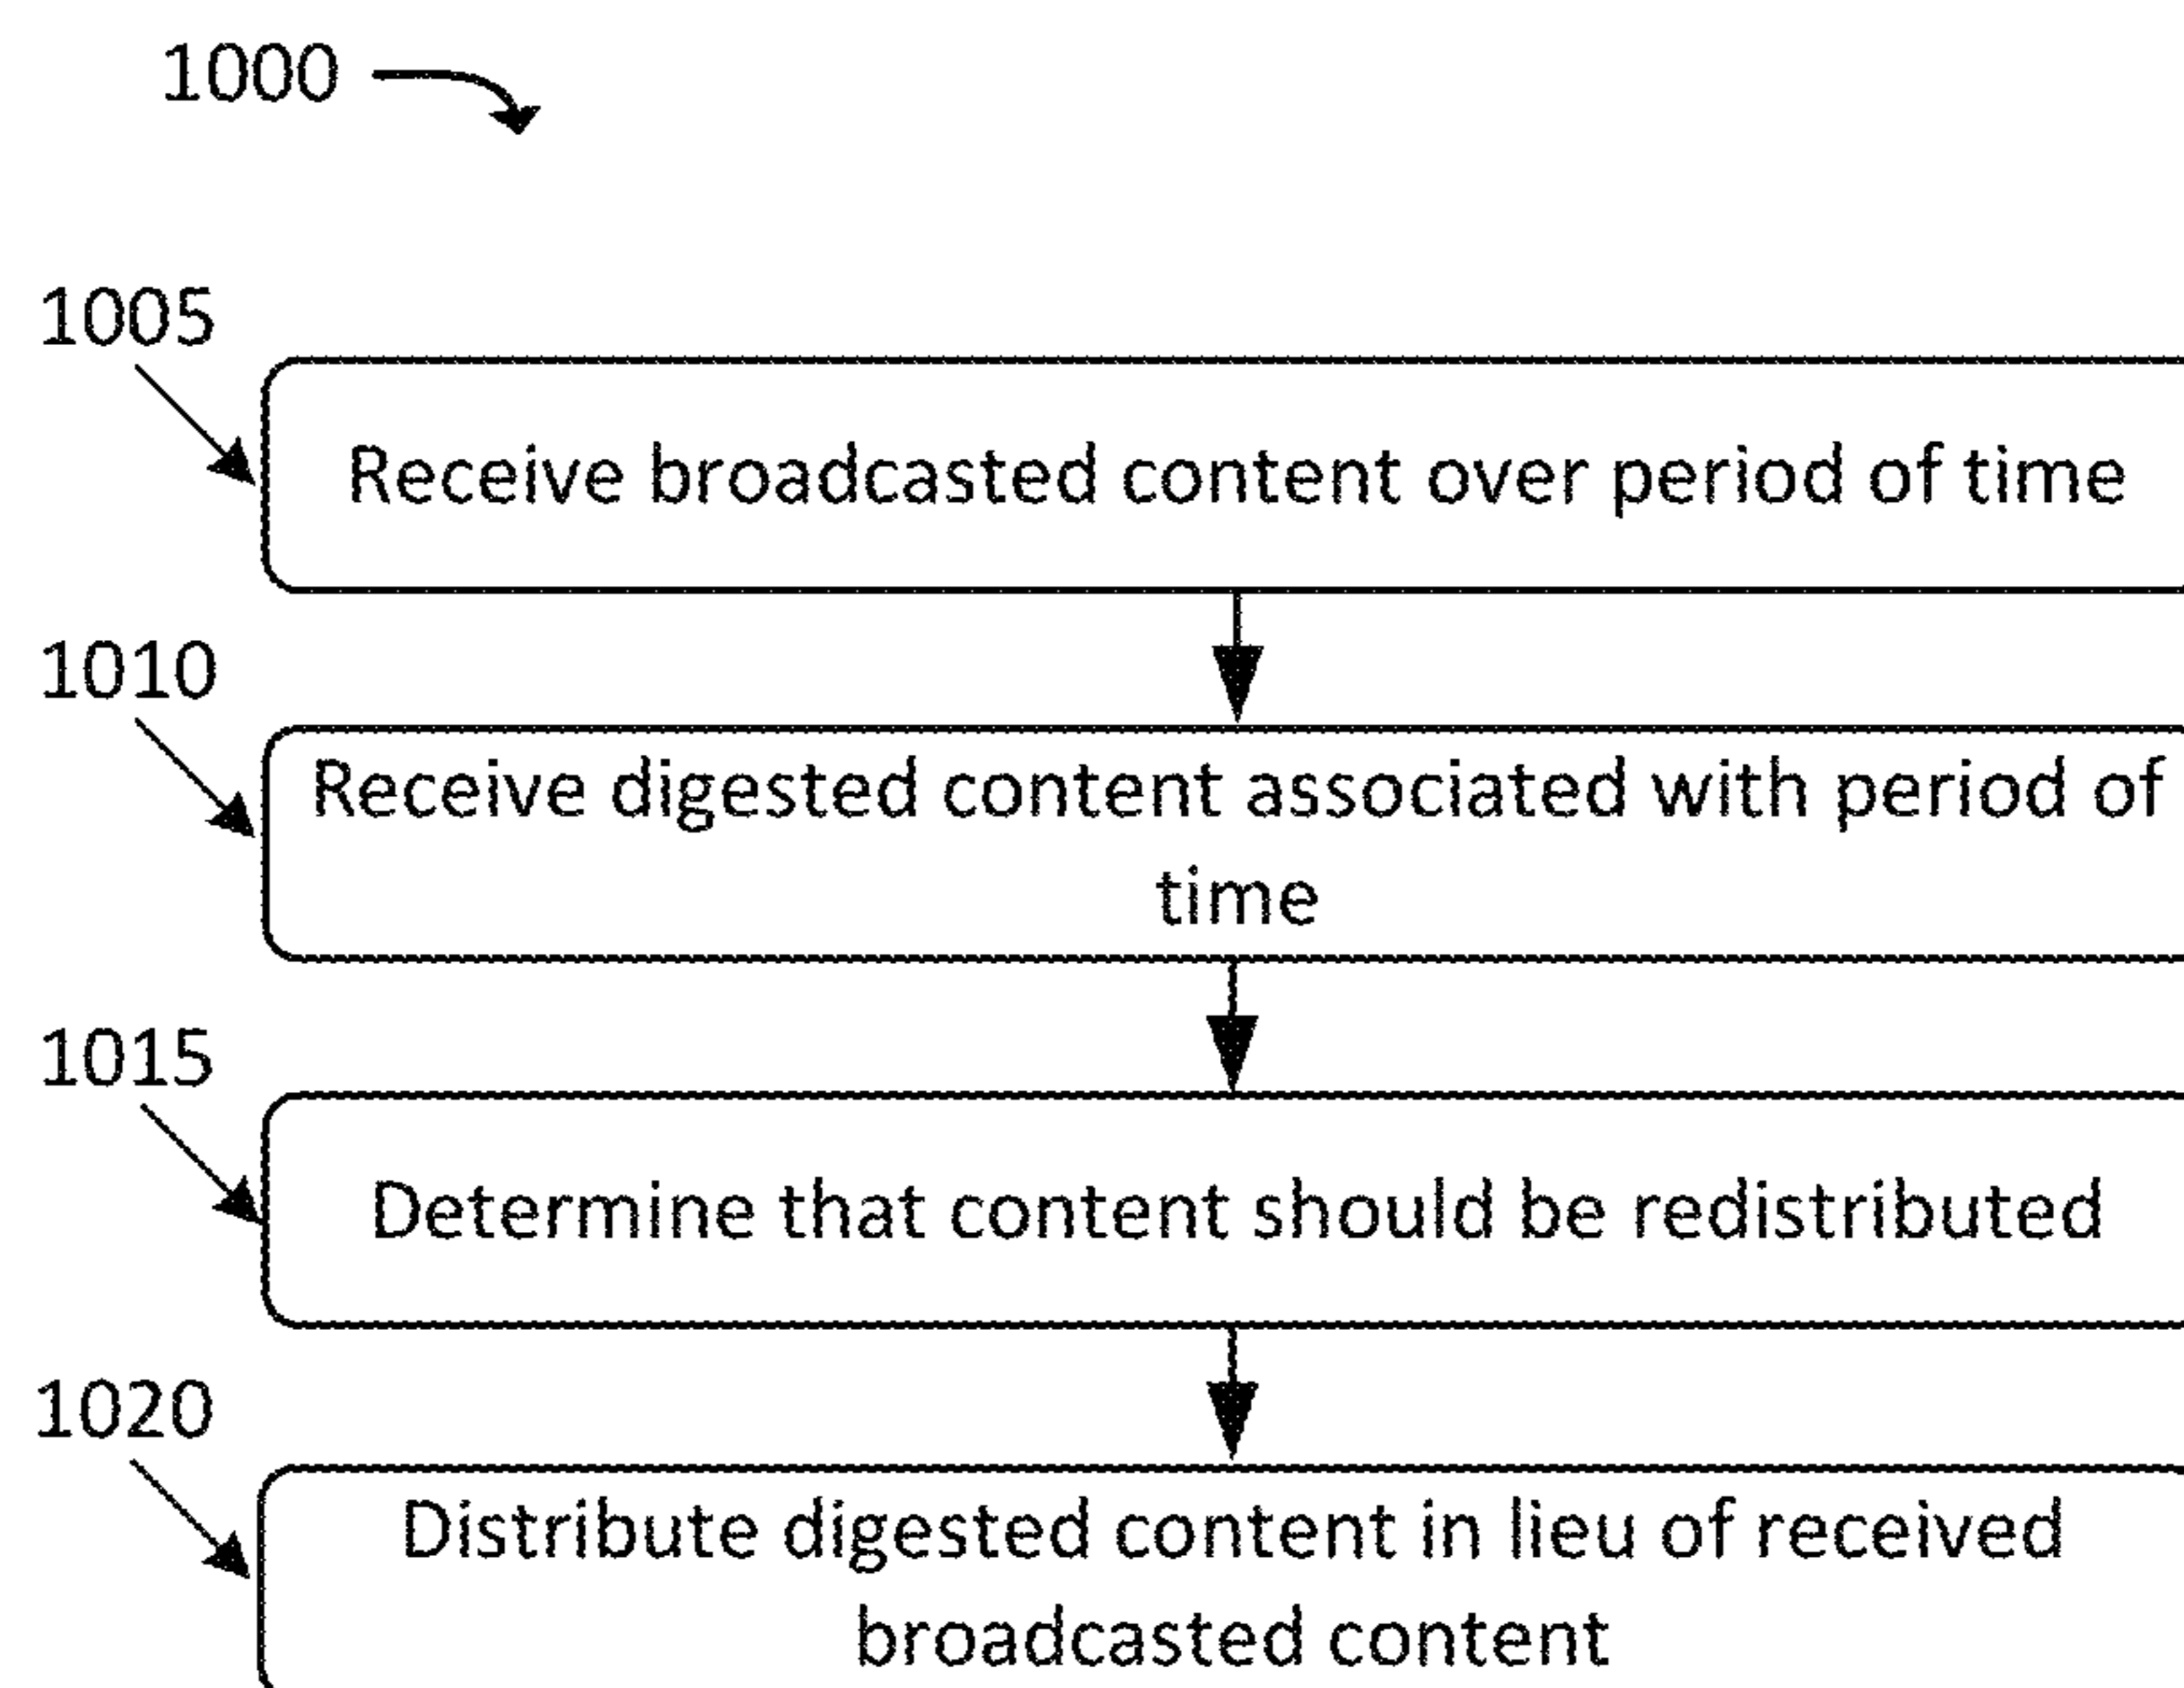 1000
1005
Receive broadcasted content over period of time
1010
Receive digested content associated with period of
time
1015
Determine that content should be redistributed
1020
Distribute digested content in lieu of received
broadcasted content